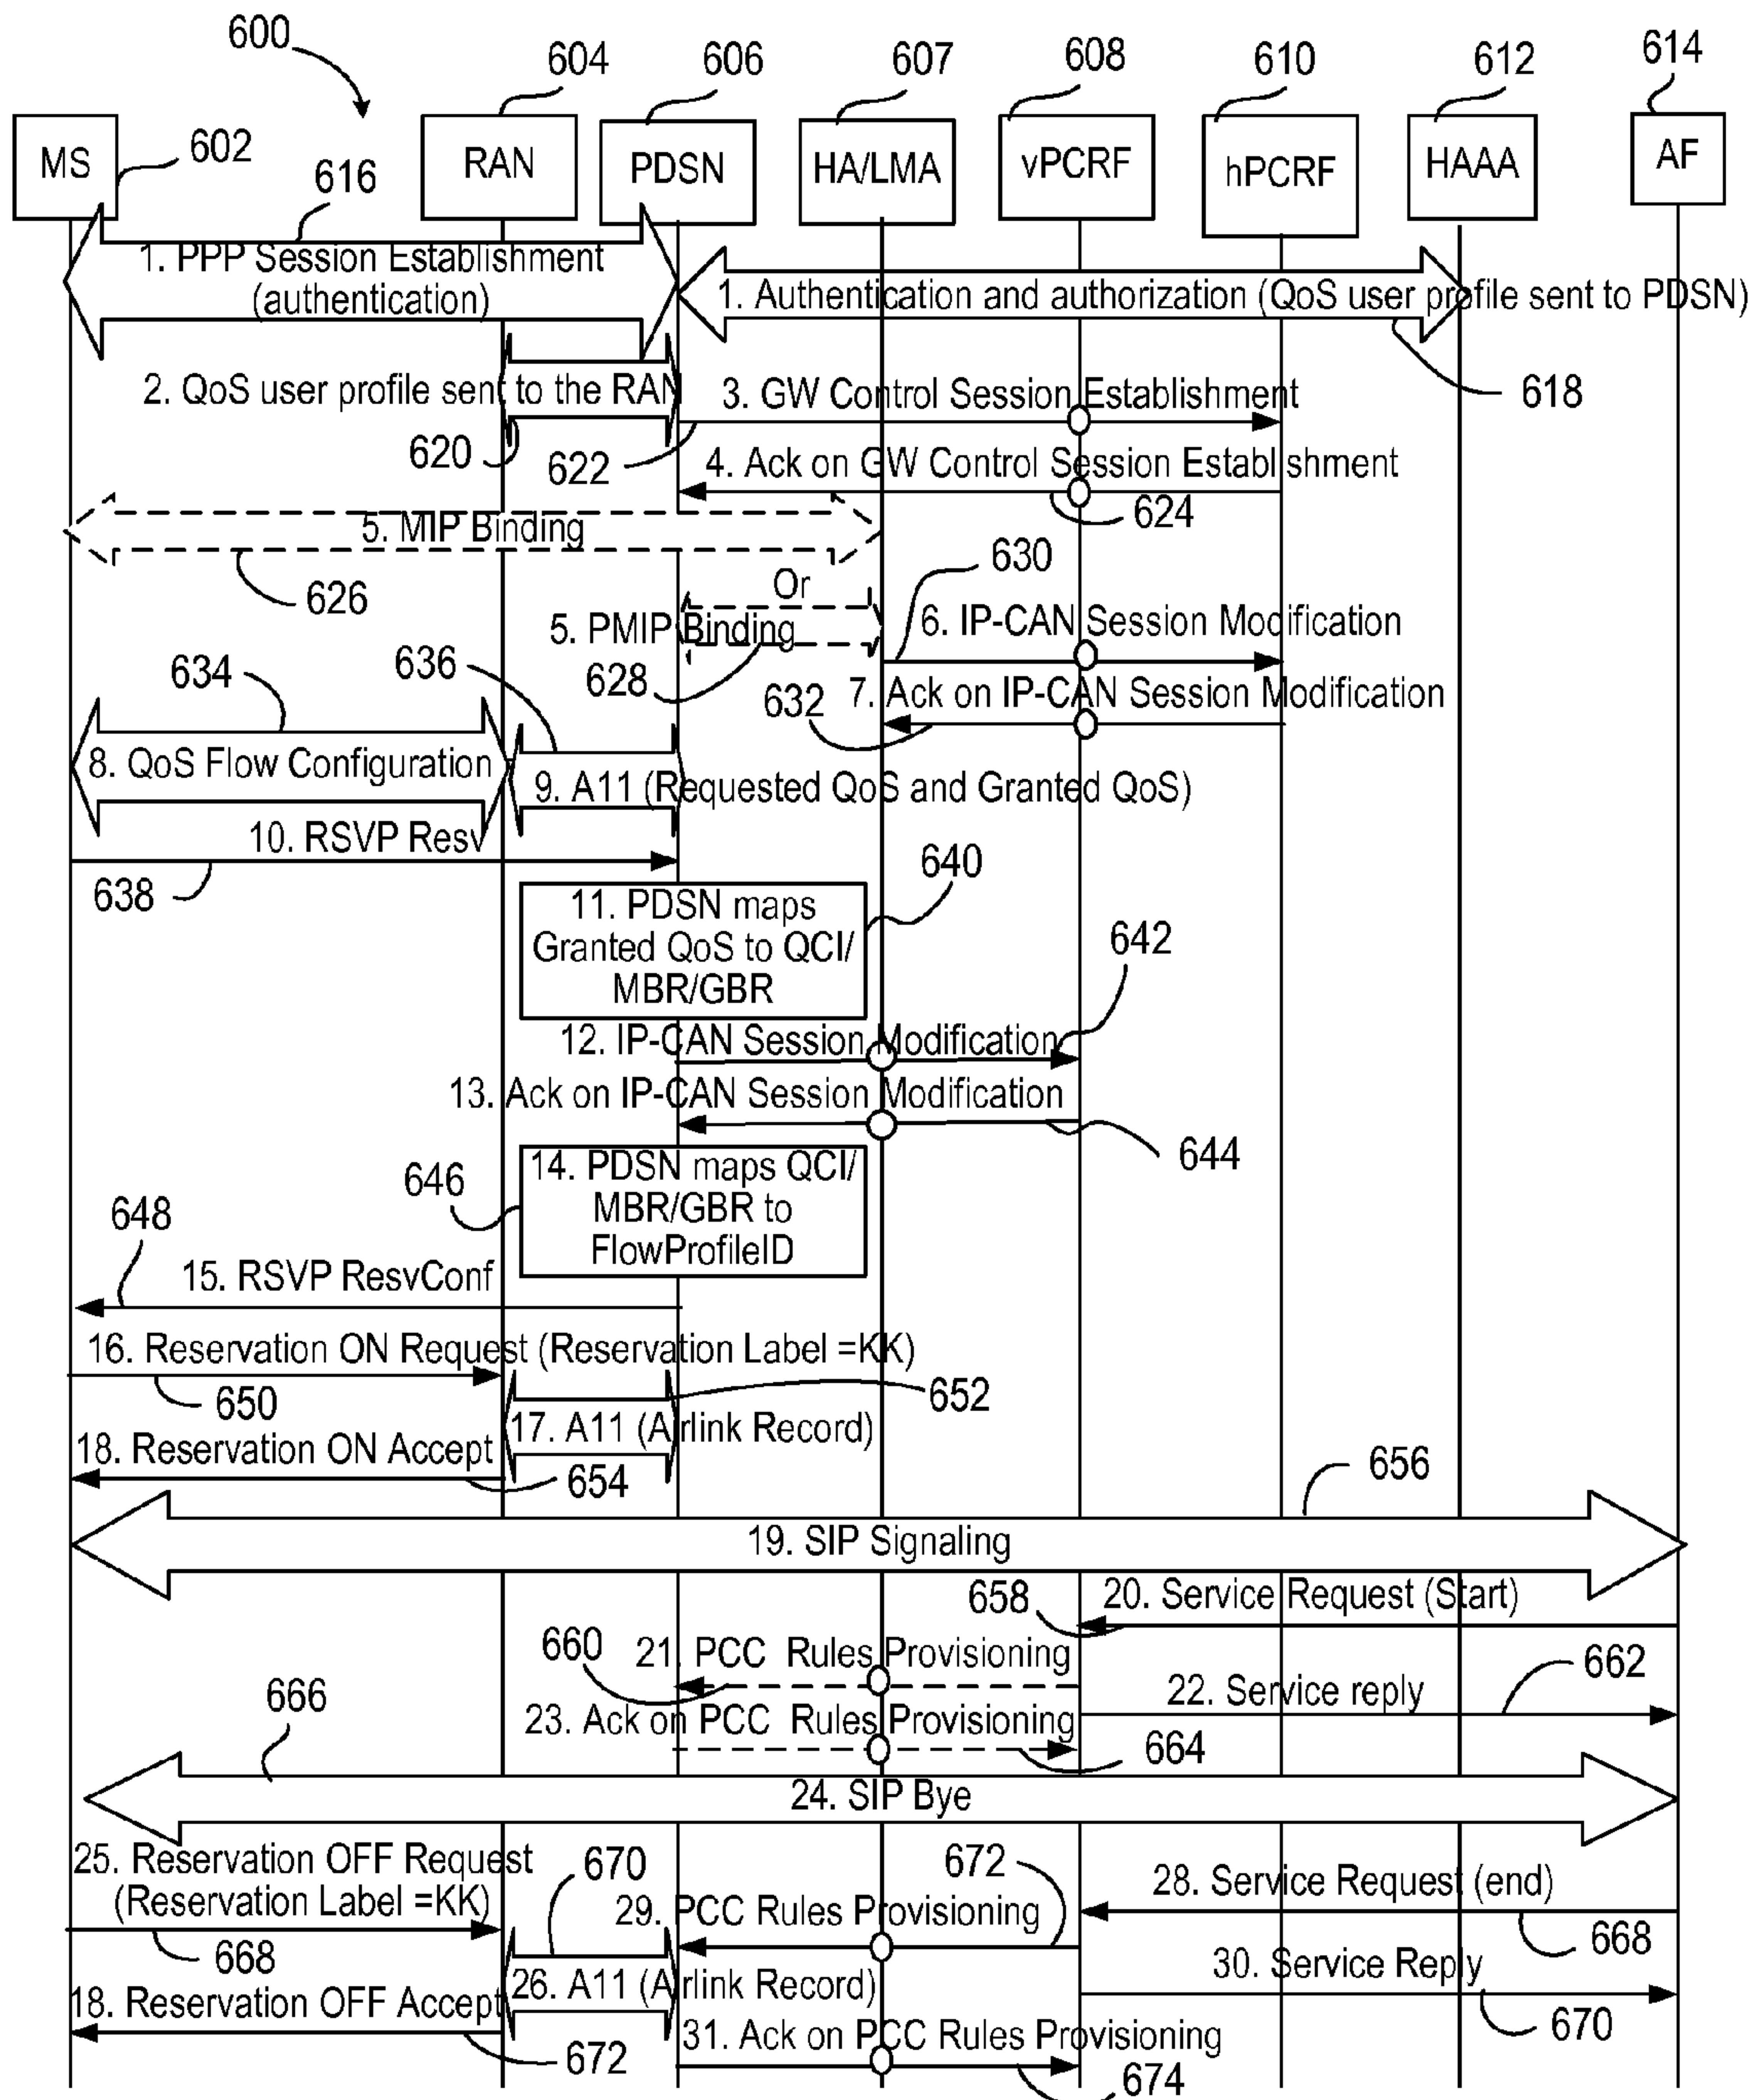 600
604
606
607
608
610
612
614
MS
602
RAN
PDSN
HA/LMA
vPCRF
hPCRF
HAAA
AF
616
1. PPP Session Establishment
(authentication)
1. Authentication and authorization (QoS user profile sent to PDSN)
618
2. QoS user profile sent to the RAN
620
3. GW Control Session Establishment
622
4. Ack on GW Control Session Establishment
624
5. MIP Binding
626
Or
630
5. PMIP Binding
628
6. IP-CAN Session Modification
632
7. Ack on IP-CAN Session Modification
634
636
8. QoS Flow Configuration
9. A11 (Requested QoS and Granted QoS)
10. RSVP Resv
638
640
11. PDSN maps
Granted QoS to QCI/
MBR/GBR
642
12. IP-CAN Session Modification
13. Ack on IP-CAN Session Modification
644
646
14. PDSN maps QCI/
MBR/GBR to
FlowProfileID
648
15. RSVP ResvConf
16. Reservation ON Request (Reservation Label =KK)
650
652
17. A11 (Airlink Record)
18. Reservation ON Accept
654
656
19. SIP Signaling
658
20. Service Request (Start)
660
21. PCC Rules Provisioning
662
22. Service reply
23. Ack on PCC Rules Provisioning
664
666
24. SIP Bye
25. Reservation OFF Request
(Reservation Label =KK)
668
670
672
28. Service Request (end)
668
29. PCC Rules Provisioning
30. Service Reply
670
26. A11 (Airlink Record)
18. Reservation OFF Accept
672
31. Ack on PCC Rules Provisioning
674